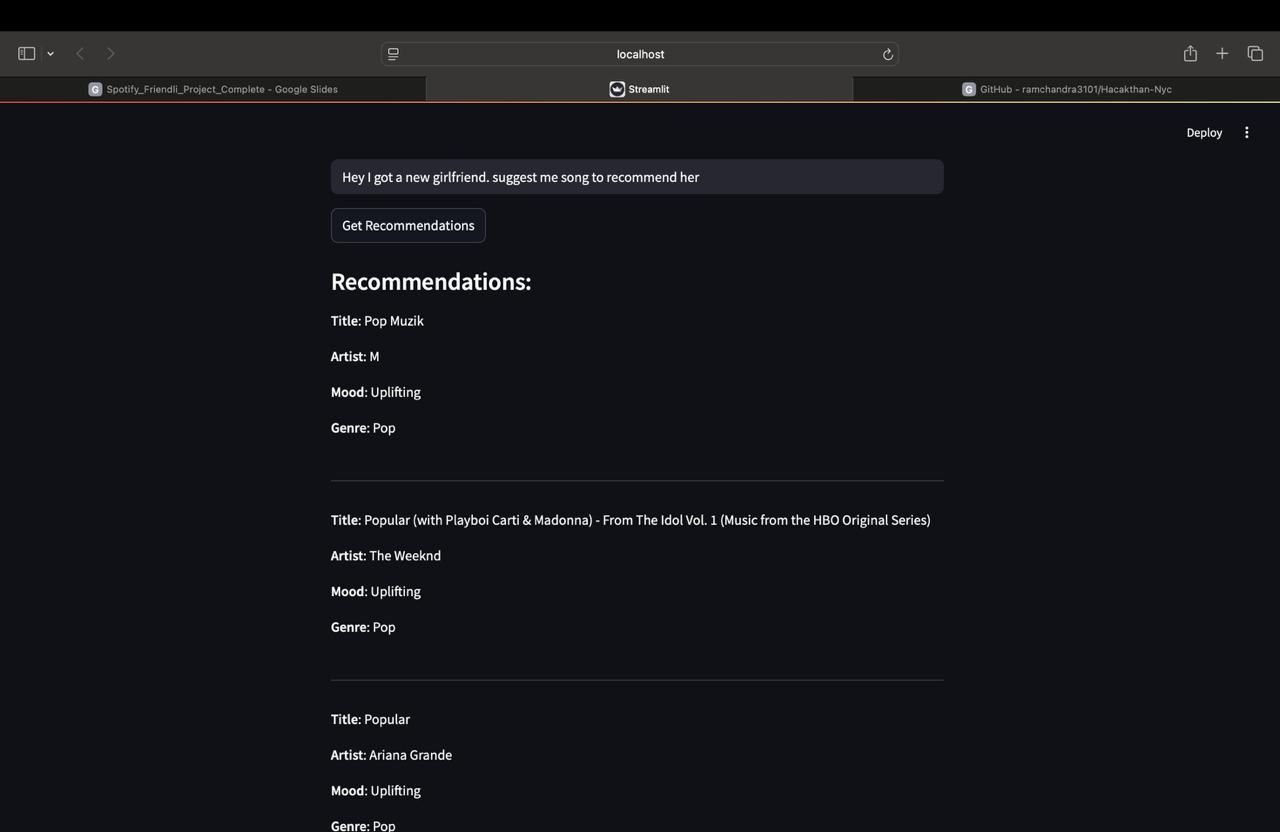 localhost
Spotify_Friendli_Project_Complete - Google Slides
Streamlit
GitHub - ramchandra3101/Hacakthan-Nyc
Deploy
Hey I got a new girlfriend. suggest me song to recommend her
Get Recommendations
Recommendations:
Title: Pop Muzik
Artist: M
Mood: Uplifting
Genre: Pop
Title: Popular (with Playboi Carti & Madonna) - From The Idol Vol. 1 (Music from the HBO Original Series)
Artist: The Weeknd
Mood: Uplifting
Genre: Pop
Title: Popular
Artist: Ariana Grande
Mood: Uplifting
Genre: Pop